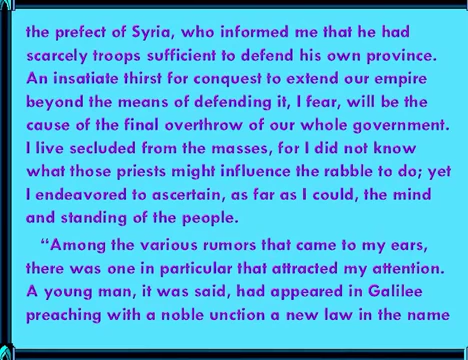 the prefect of Syria, who informed me that he had
scarcely troops sufficient to defend his own province.
An insatiate thirst for conquest to extend our empire
beyond the means of defending it, I fear, will be the
cause of the final overthrow of our whole government.
I live secluded from the masses, for I did not know
what those priests might influence the rabble to do; yet
I endeavored to ascertain, as far as I could, the mind
and standing of the people.
“Among the various rumors that came to my ears,
there was one in particular that attracted my attention.
A young man, it was said, had appeared in Galilee
preaching with a noble unction a new law in the name